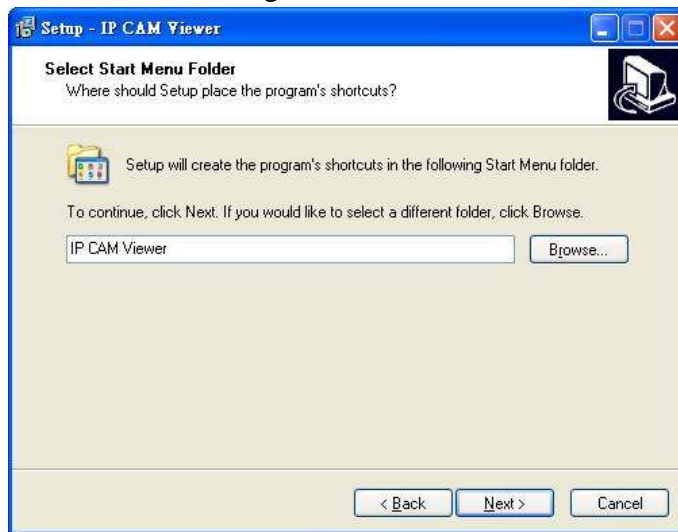 Setup - IP CAM Viewer
Select Start Menu Folder
Where should Setup place the program's shortcuts?
Setup will create the program's shortcuts in the following Start Menu folder.
To continue, click Next. If you would like to select a different folder, click Browse.
IP CAM Viewer
Browse...
< Back
Next >
Cancel